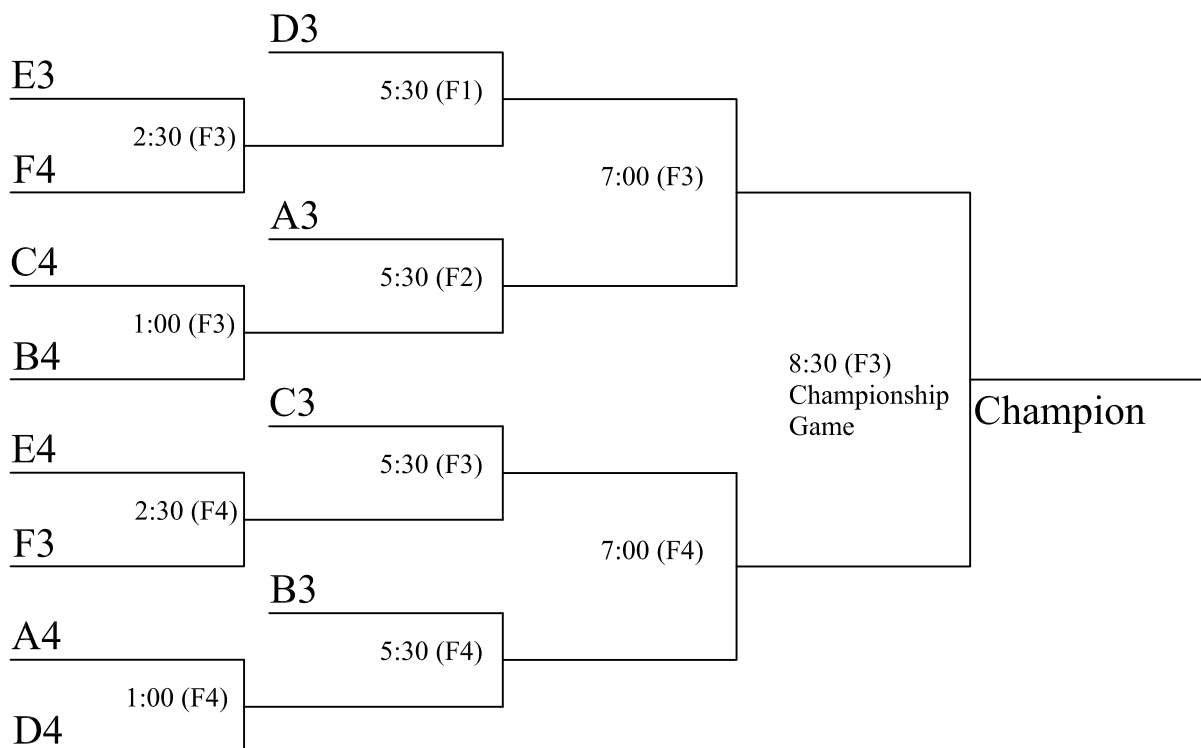 D3
E3
5:30 (F1)
2:30 (F3)
F4
7:00 (F3)
A3
C4
5:30 (F2)
1:00 (F3)
B4
8:30 (F3)
Championship
Game
Champion
C3
E4
5:30 (F3)
2:30 (F4)
F3
7:00 (F4)
B3
A4
5:30 (F4)
1:00 (F4)
D4